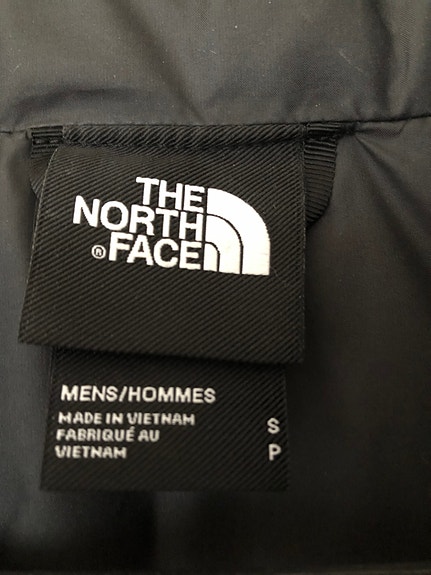 THE
NORTH
® FACE
MENS/HOMMES
MADE IN VIETNAM
FABRIQUÉ AU
VIETNAM
S
P